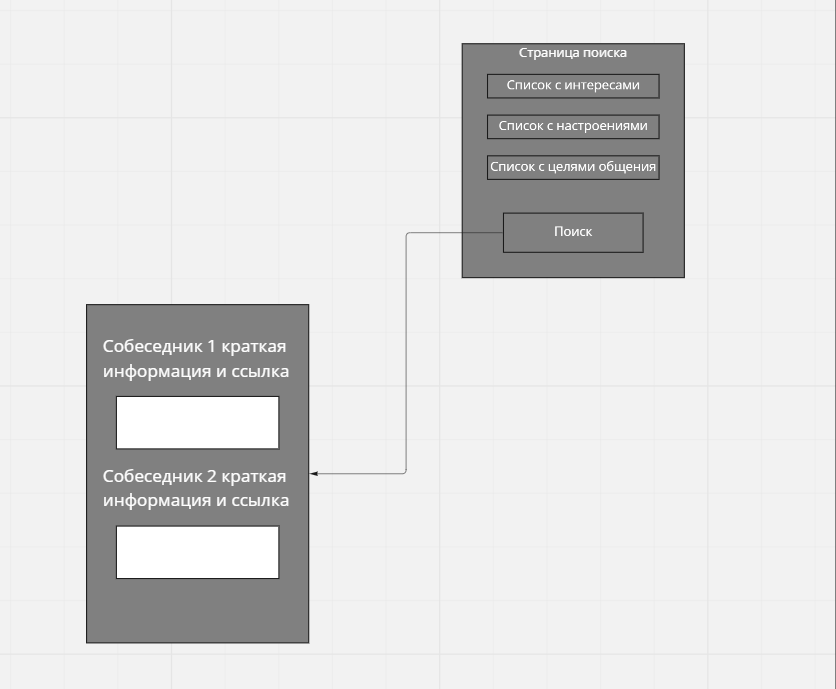 Страница поиска
Список с интересами
Список с настроениями
Список с целями общения
Поиск
Собеседник 1 краткая
информация и ссылка
Собеседник 2 краткая
информация и ссылка